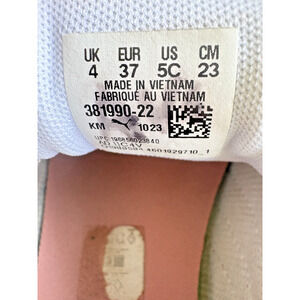 UK EUR US CM
4 37 5C 23
MADE IN VIETNAM
FABRIQUÉ AU VIETNAM
381990-22
KM 1023